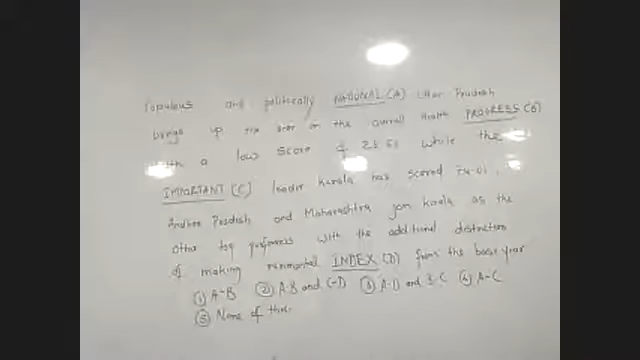 Populous and politically NATIONAL (A) Uttar Pradesh
brings up the rear on the overall Health PROGRESS (B)
with a low score of 28.61 while the
IMPORTANT (C) leader Kerala has scored 74.01.
Andhra Pradesh and Maharashtra join Kerala as the
other top performers with the additional distinction
of making incremental INDEX (D) from the base year
① A-B ② A-B and C-D ③ A-D and B-C ④ A-C
⑤ None of this